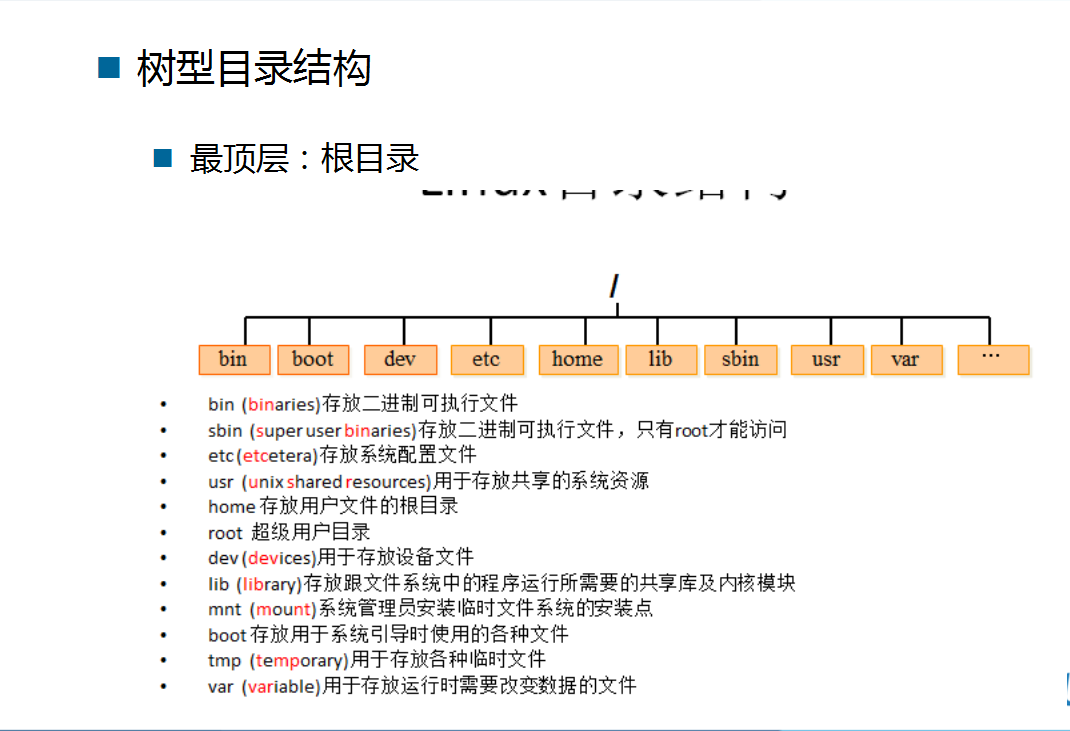 树型目录结构
最顶层：根目录
Linux 目录结构
/
bin boot dev etc home lib sbin usr var ...
• bin (binaries)存放二进制可执行文件
• sbin (super user binaries)存放二进制可执行文件，只有root才能访问
• etc (etcetera)存放系统配置文件
• usr (unix shared resources)用于存放共享的系统资源
• home 存放用户文件的根目录
• root 超级用户目录
• dev (devices)用于存放设备文件
• lib (library)存放跟文件系统中的程序运行所需要的共享库及内核模块
• mnt (mount)系统管理员安装临时文件系统的安装点
• boot 存放用于系统引导时使用的各种文件
• tmp (temporary)用于存放各种临时文件
• var (variable)用于存放运行时需要改变数据的文件